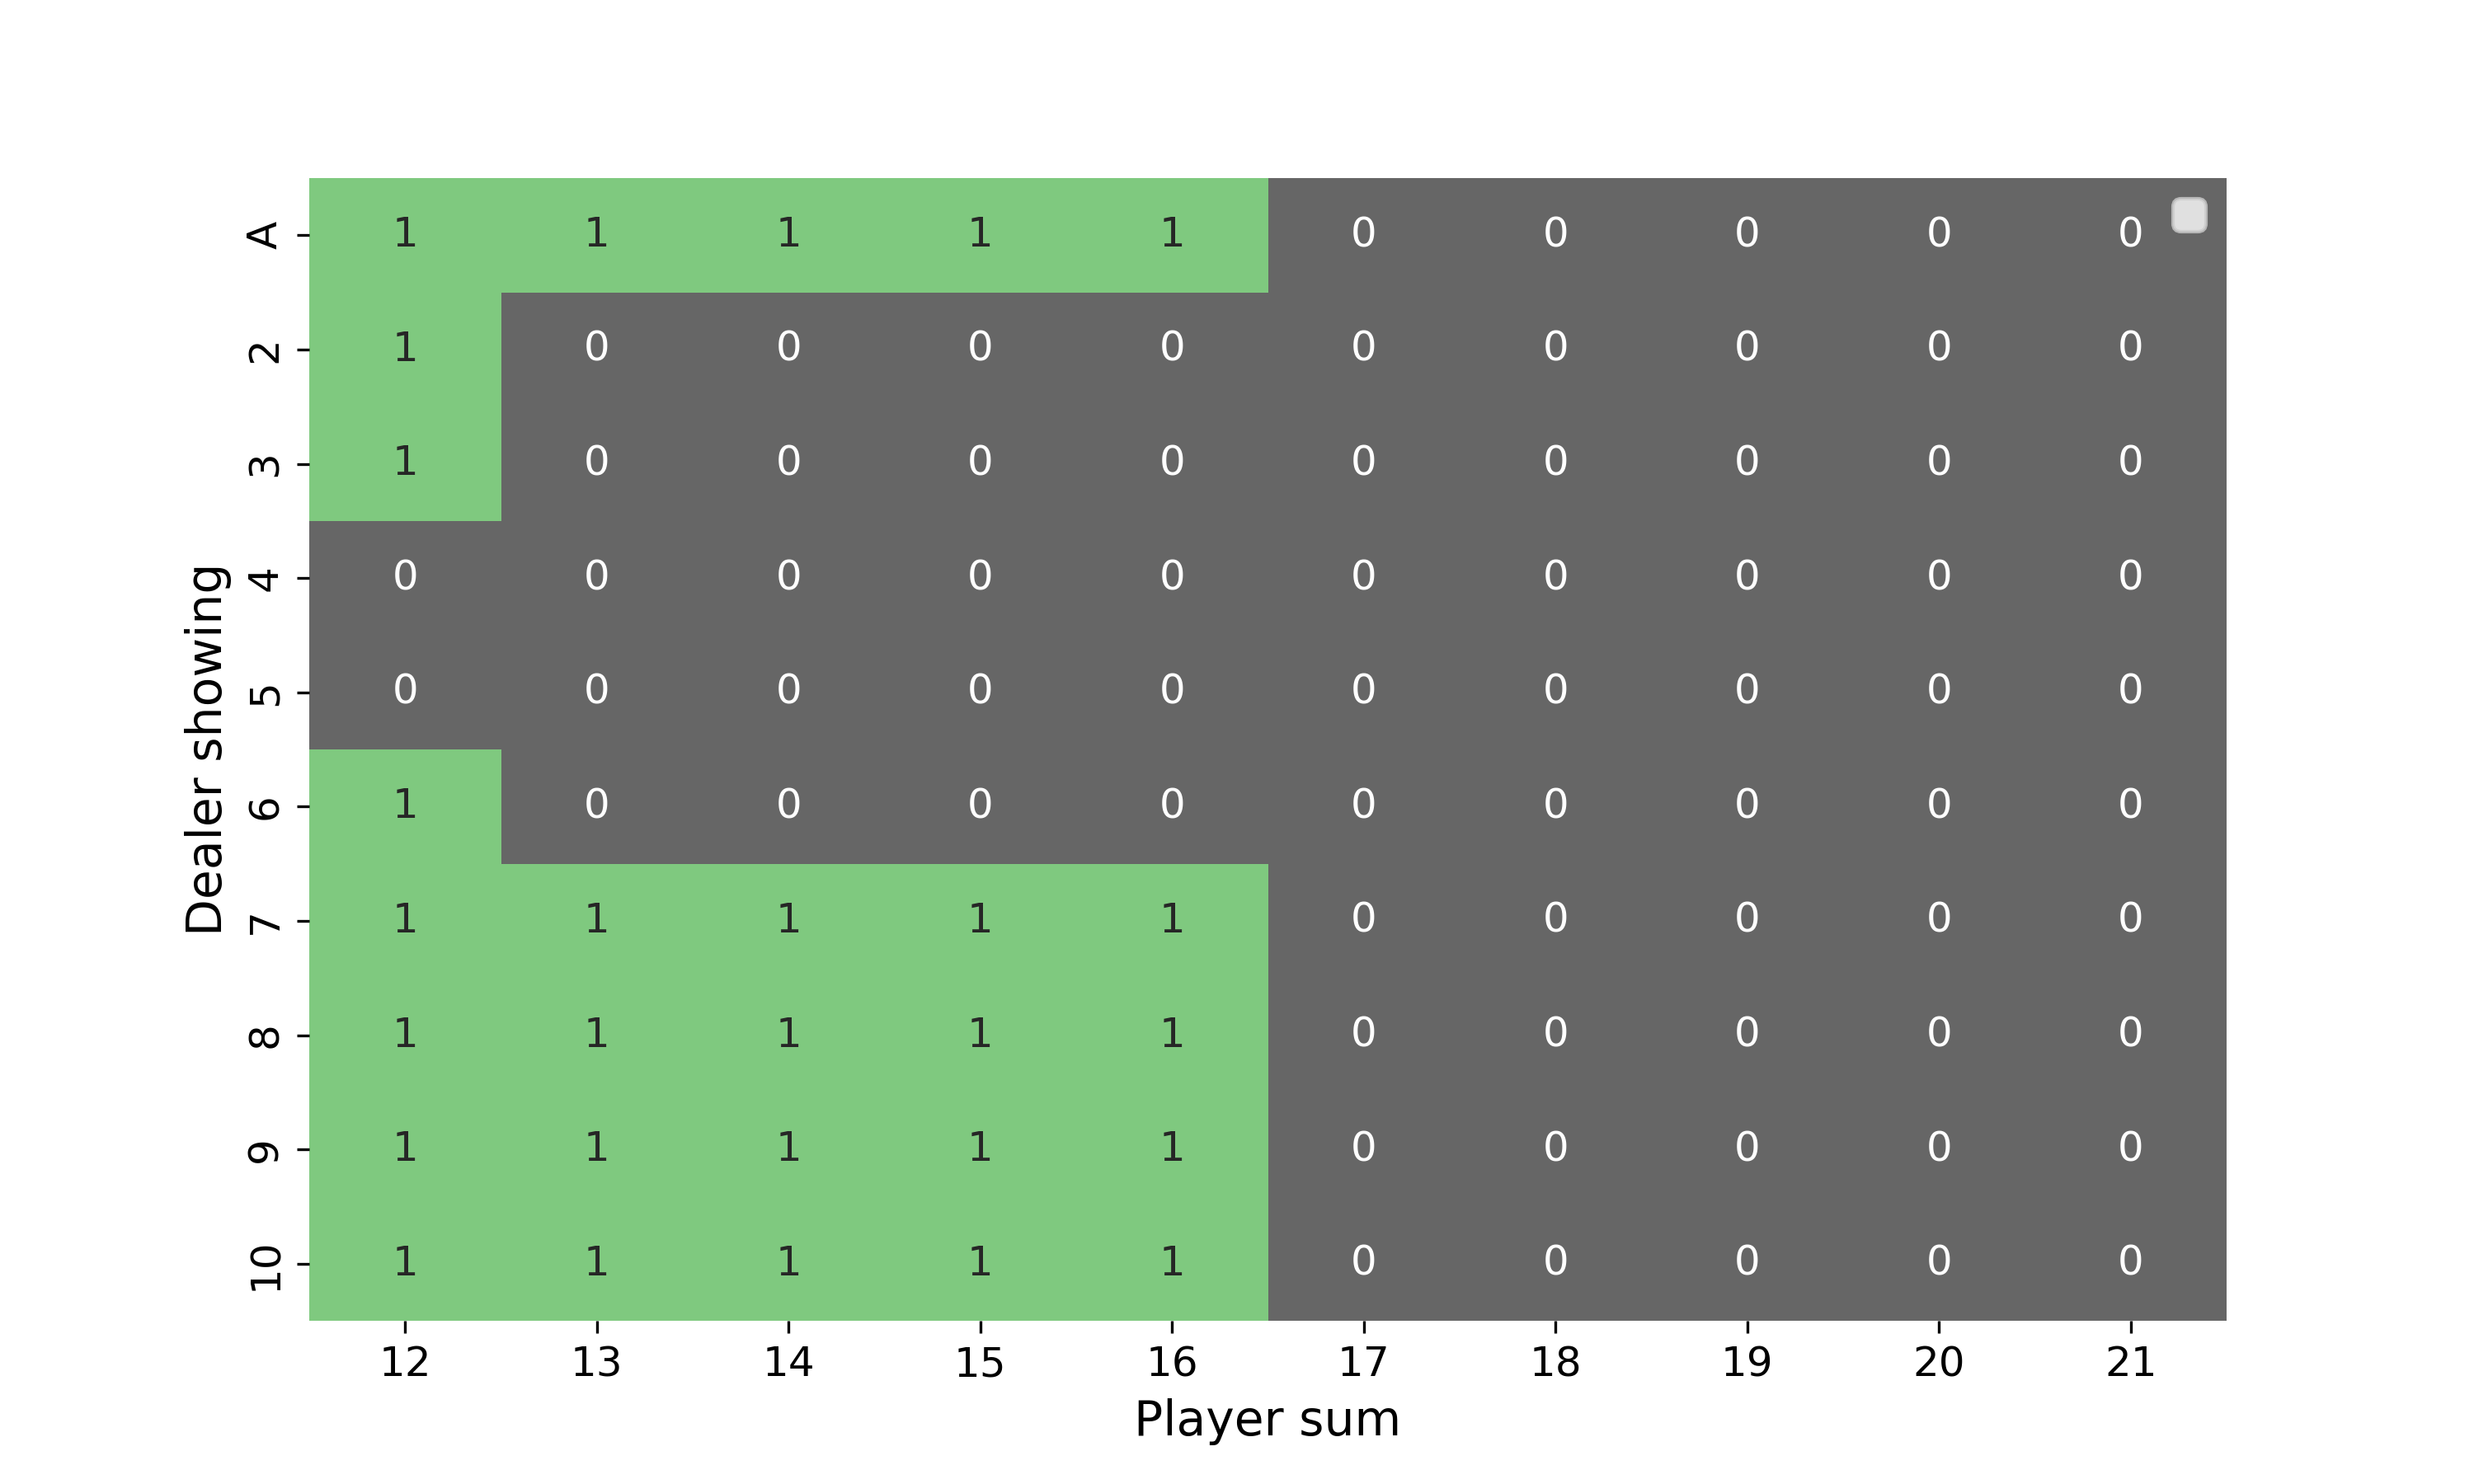 A 1 1 1 1 1 0 0 0 0 0
2 1 0 0 0 0 0 0 0 0 0
3 1 0 0 0 0 0 0 0 0 0
4 0 0 0 0 0 0 0 0 0 0
5 0 0 0 0 0 0 0 0 0 0
6 1 0 0 0 0 0 0 0 0 0
7 1 1 1 1 1 0 0 0 0 0
8 1 1 1 1 1 0 0 0 0 0
9 1 1 1 1 1 0 0 0 0 0
10 1 1 1 1 1 0 0 0 0 0
12 13 14 15 16 17 18 19 20 21
Player sum
Dealer showing